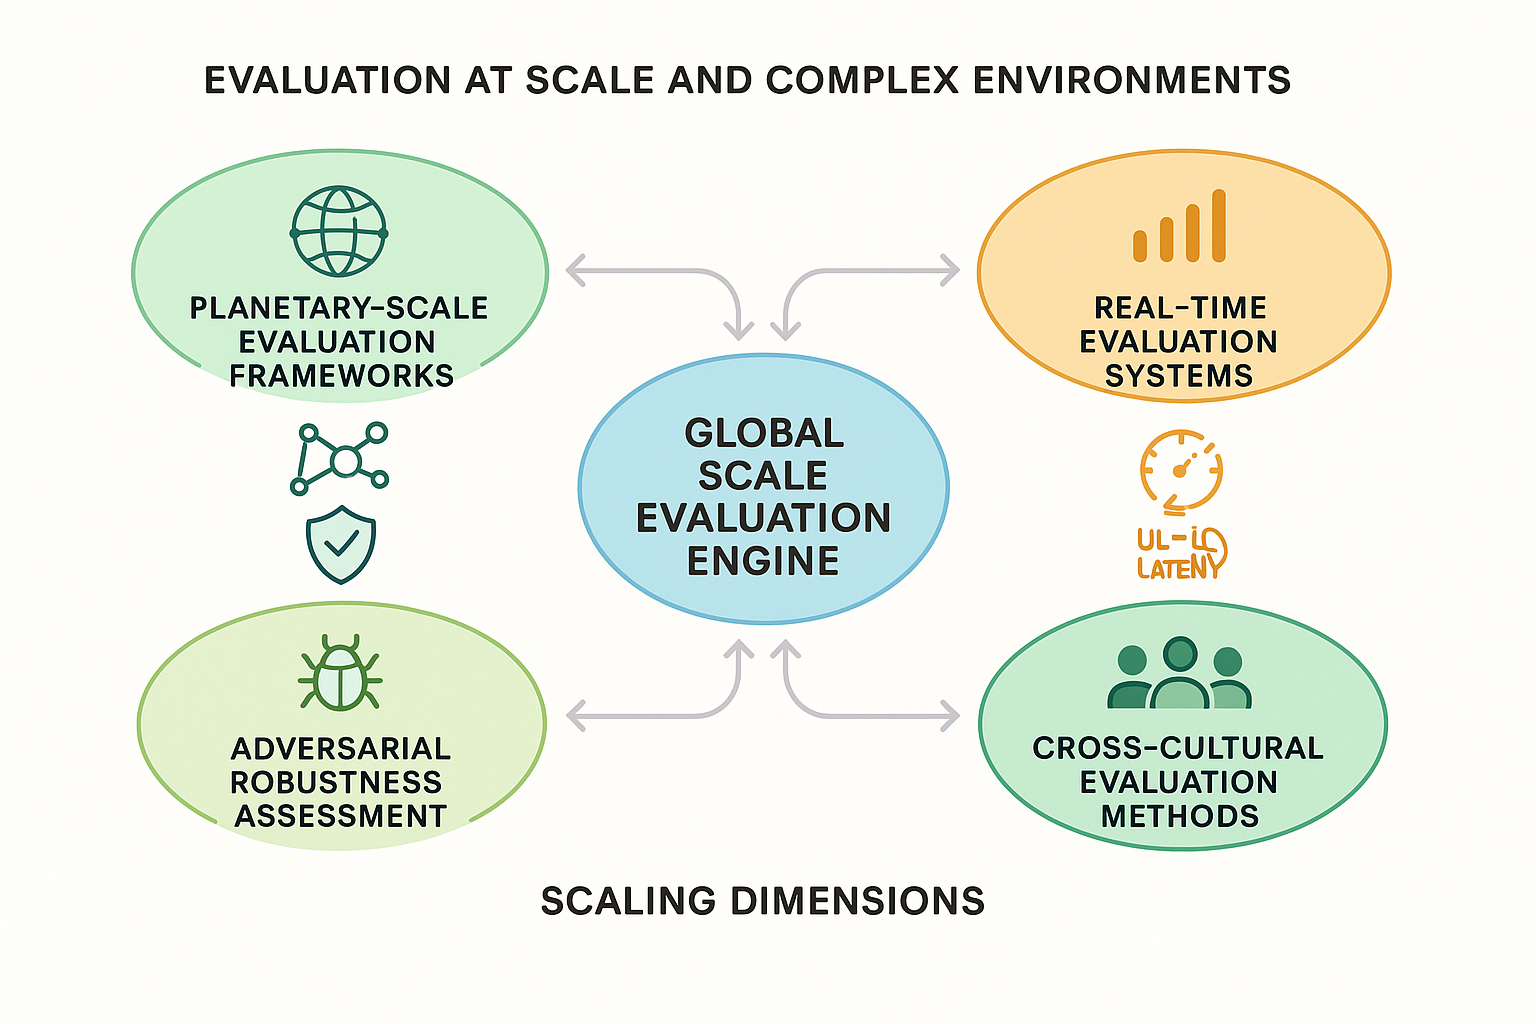 EVALUATION AT SCALE AND COMPLEX ENVIRONMENTS
PLANETARY-SCALE
EVALUATION
FRAMEWORKS
REAL-TIME
EVALUATION
SYSTEMS
GLOBAL
SCALE
EVALUATION
ENGINE
UL-
LATENY
ADVERSARIAL
ROBUSTNESS
ASSESSMENT
CROSS-CULTURAL
EVALUATION
METHODS
SCALING DIMENSIONS